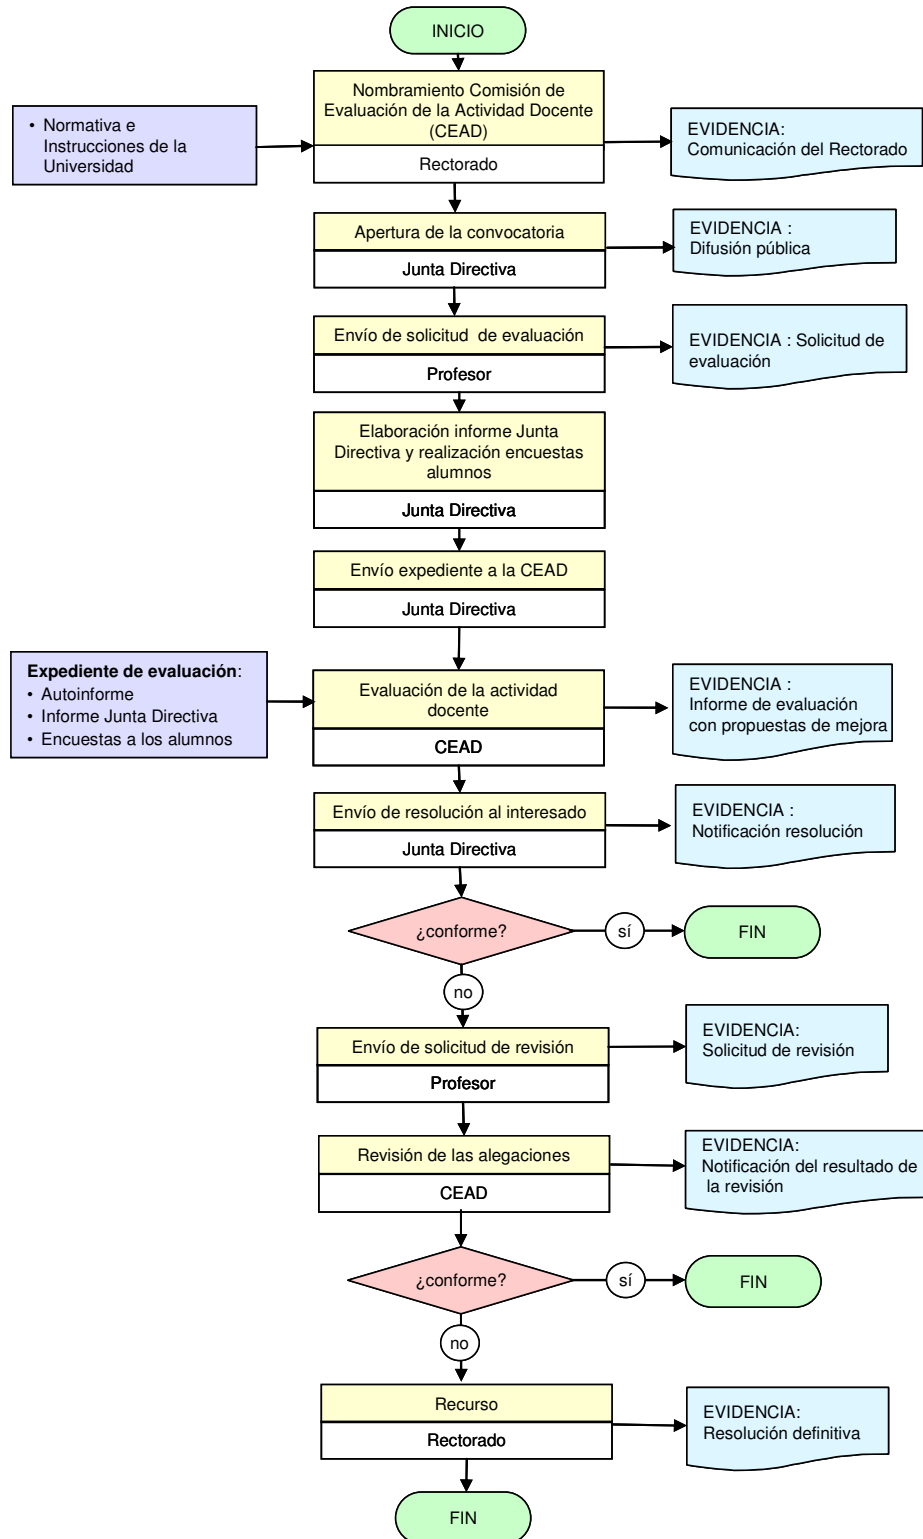 INICIO
Nombramiento Comisión de
Evaluación de la Actividad Docente
(CEAD)
Rectorado
• Normativa e
Instrucciones de la
Universidad
EVIDENCIA:
Comunicación del Rectorado
Apertura de la convocatoria
Junta Directiva
EVIDENCIA :
Difusión pública
Envío de solicitud de evaluación
Profesor
EVIDENCIA : Solicitud de
evaluación
Elaboración informe Junta
Directiva y realización encuestas
alumnos
Junta Directiva
Envío expediente a la CEAD
Junta Directiva
Expediente de evaluación:
• Autoinforme
• Informe Junta Directiva
• Encuestas a los alumnos
Evaluación de la actividad
docente
CEAD
EVIDENCIA :
Informe de evaluación
con propuestas de mejora
Envío de resolución al interesado
Junta Directiva
EVIDENCIA :
Notificación resolución
¿conforme?
sí
FIN
no
Envío de solicitud de revisión
Profesor
EVIDENCIA:
Solicitud de revisión
Revisión de las alegaciones
CEAD
EVIDENCIA:
Notificación del resultado de
la revisión
¿conforme?
sí
FIN
no
Recurso
Rectorado
EVIDENCIA:
Resolución definitiva
FIN